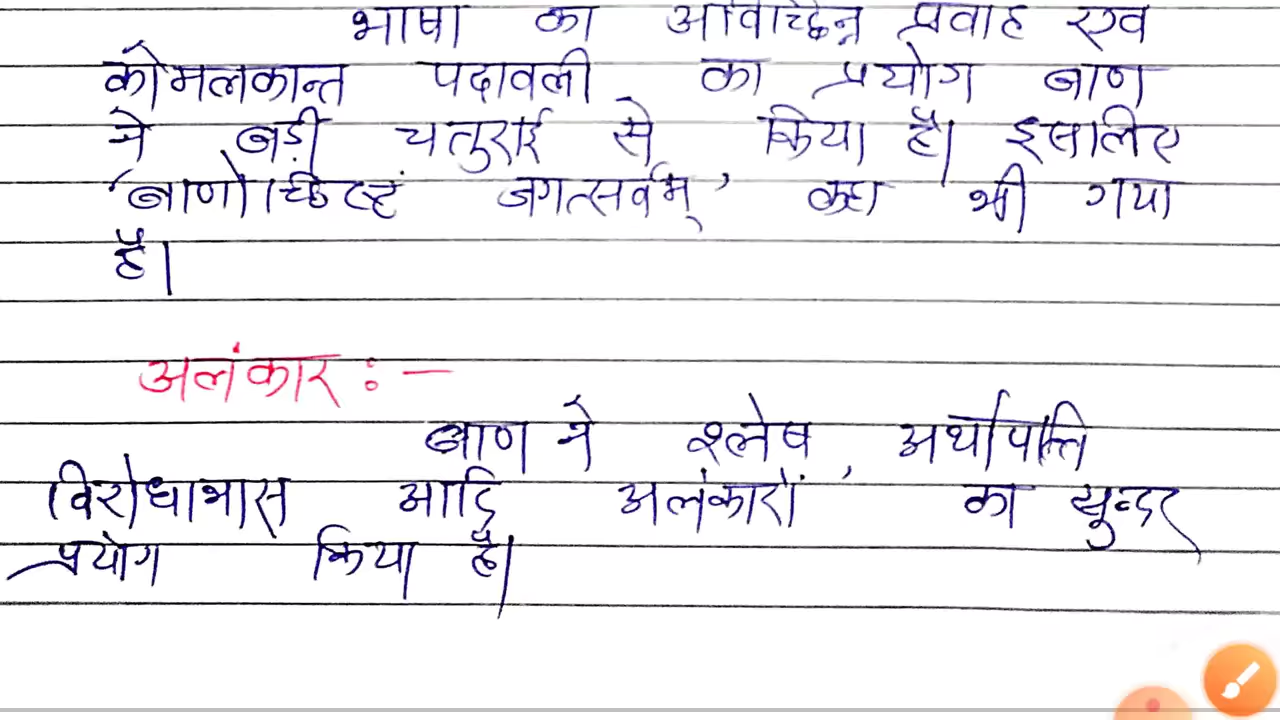 भाषा का अविच्छिन्न प्रवाह एवं
कोमलकान्त पदावली का प्रयोग बाण
ने बड़ी चतुराई से किया है। इसलिए
'बाणोच्छिष्टं जगत्सर्वम्' कहा भी गया
है।
अलंकार : –
बाण ने श्लेष, अर्थापत्ति
विरोधाभास आदि अलंकारों का सुन्दर
प्रयोग किया है।